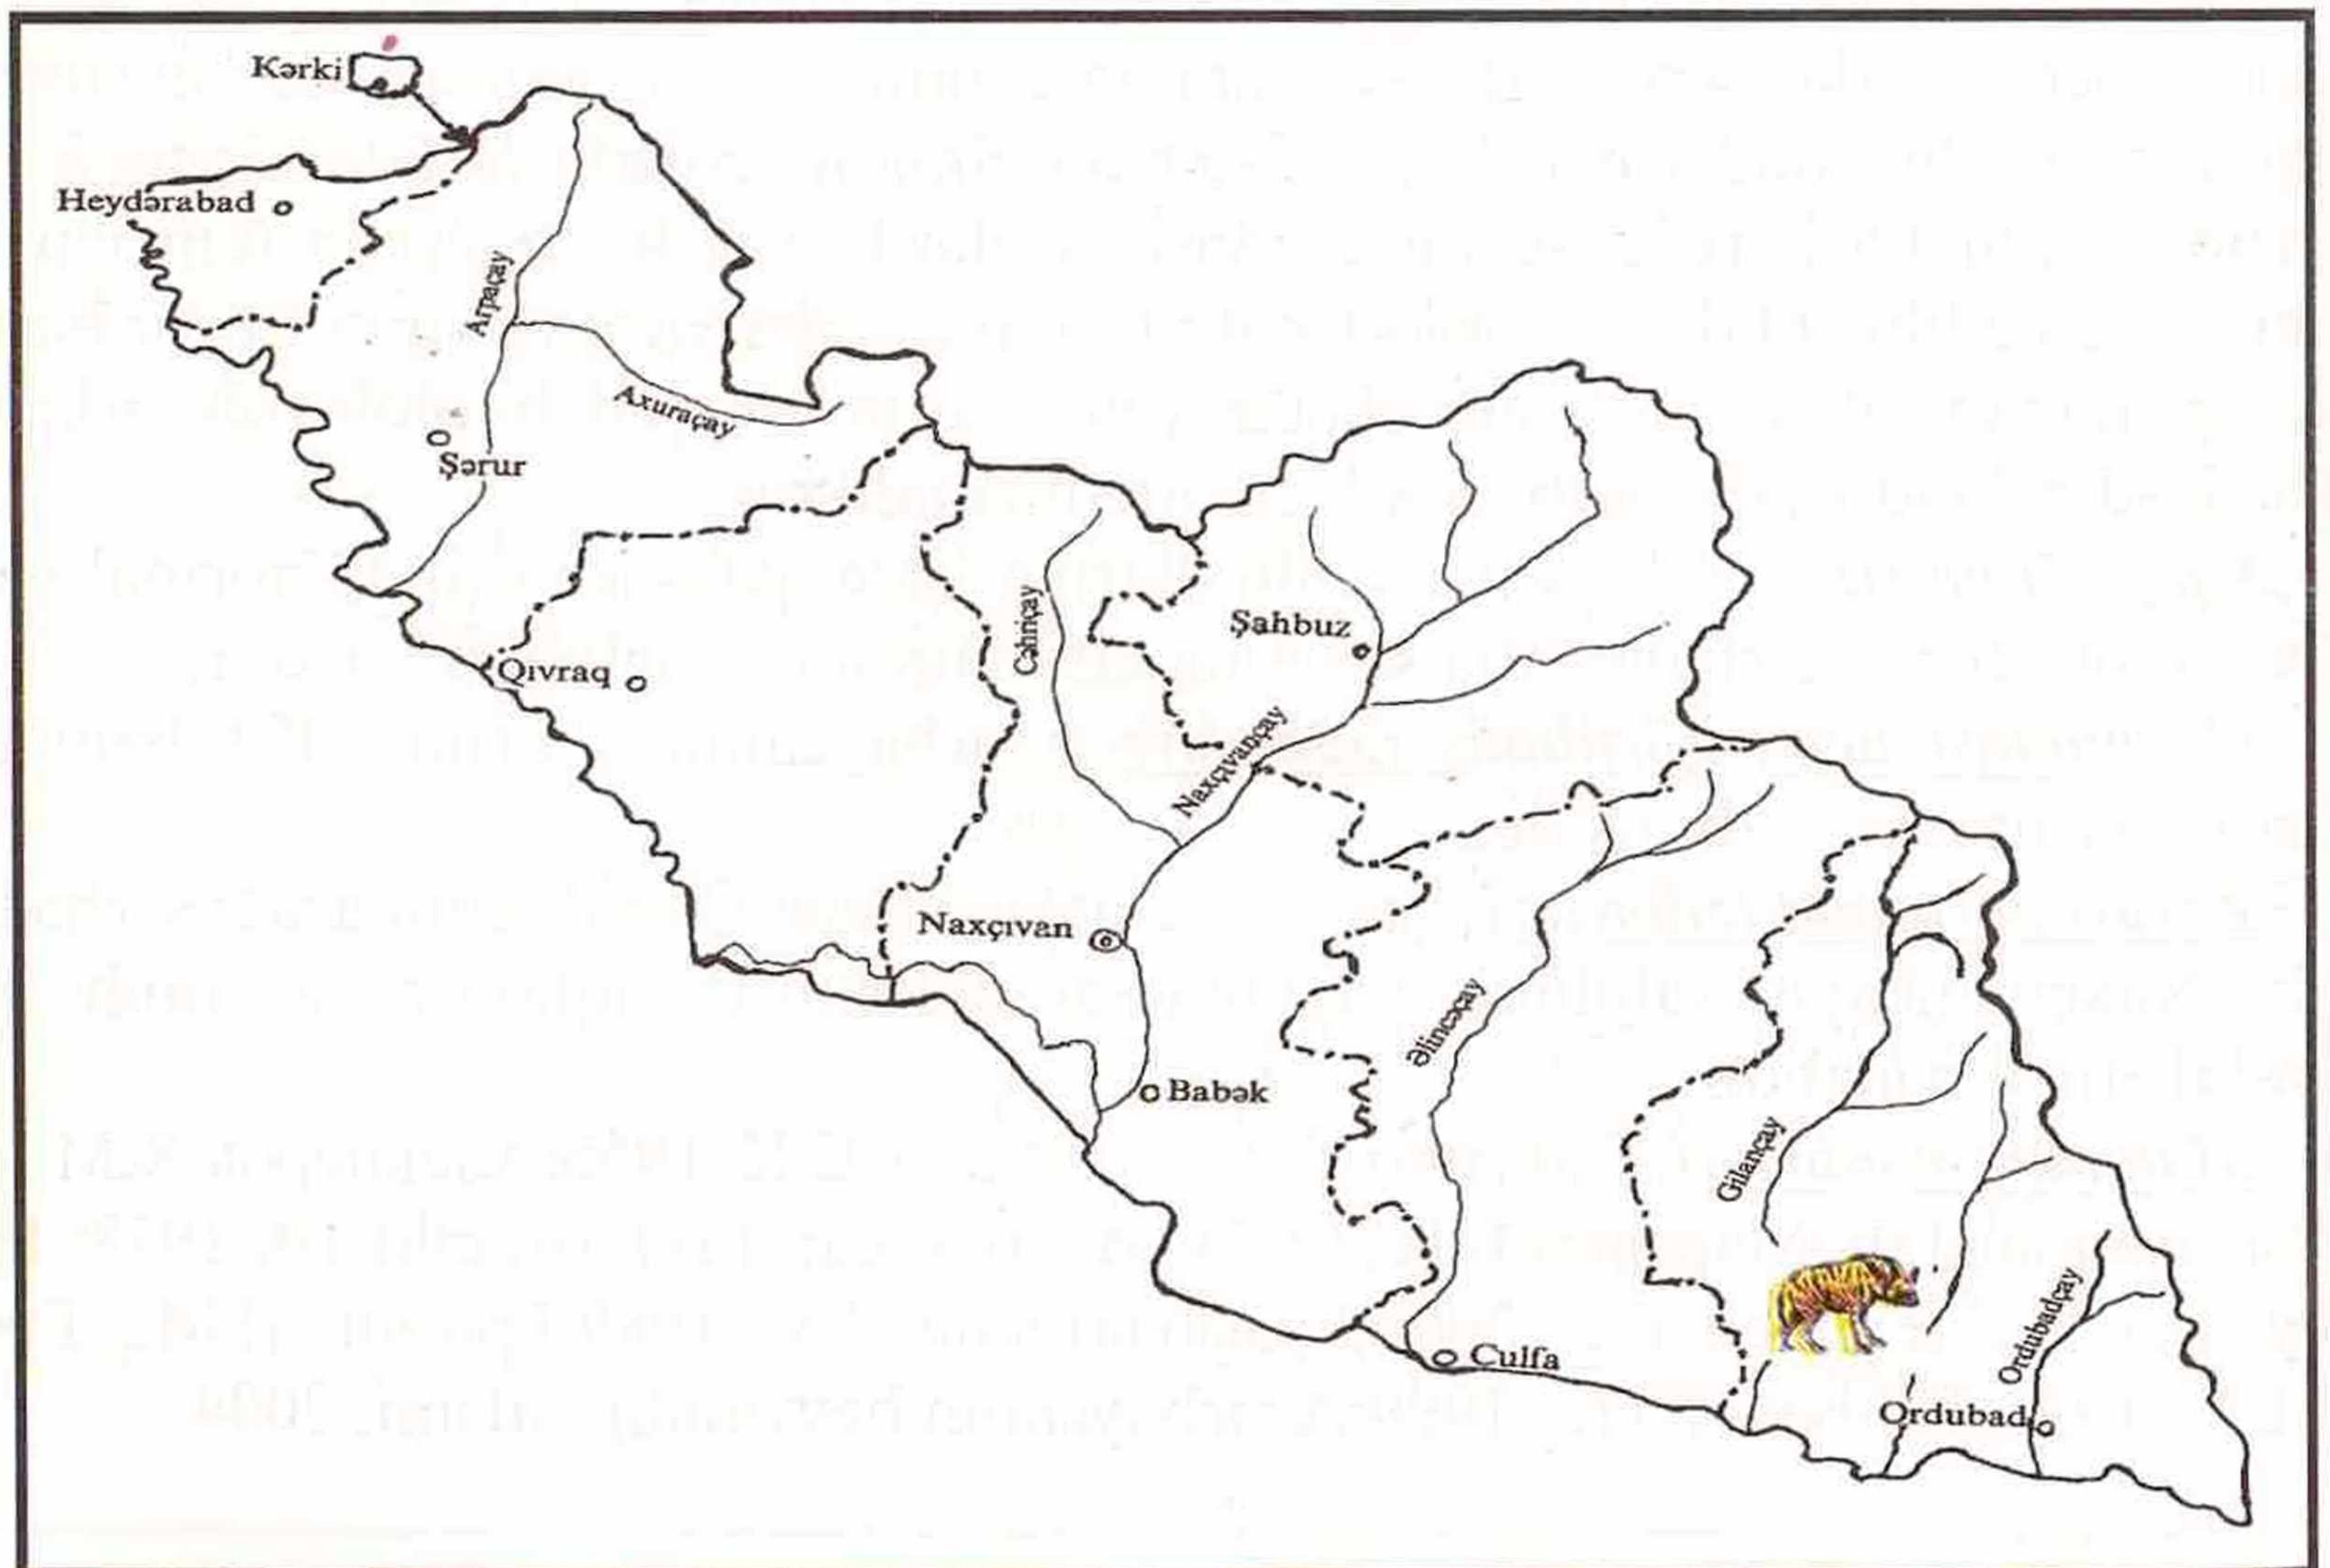 Kərki
Heydərabad
Arpaçay
Axuraçay
Şərur
Cəhriçay
Şahbuz
Qıvraq
Naxçıvançay
Naxçıvan
Əlincəçay
Babək
Gilançay
Ordubadçay
Culfa
Ordubad